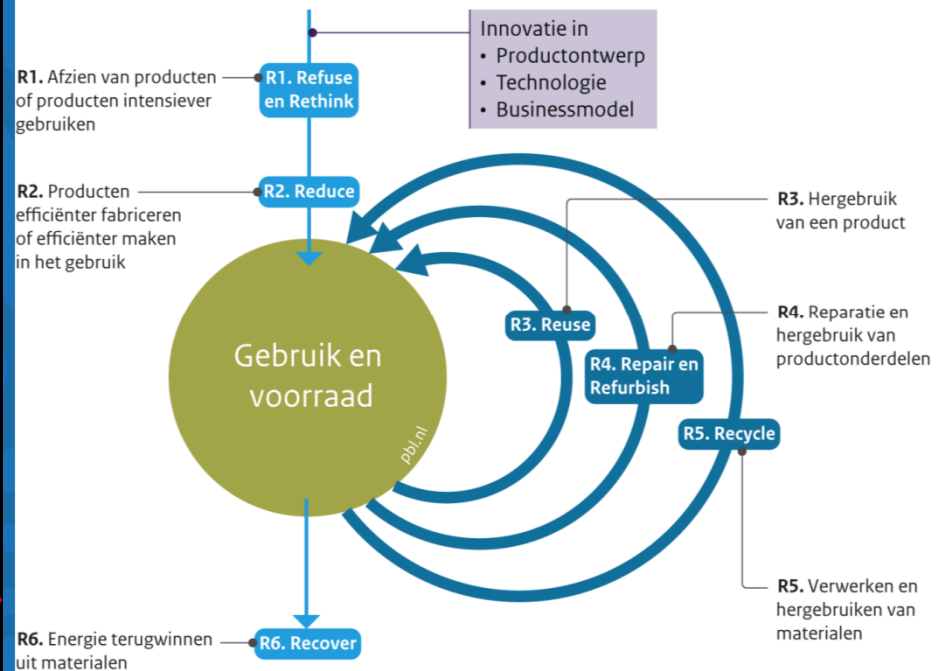 Innovatie in
• Productontwerp
• Technologie
• Businessmodel
R1. Afzien van producten
of producten intensiever
gebruiken
R1. Refuse
en Rethink
R2. Producten
efficiënter fabriceren
of efficiënter maken
in het gebruik
R2. Reduce
R3. Hergebruik
van een product
R3. Reuse
R4. Reparatie en
hergebruik van
productonderdelen
R4. Repair en
Refurbish
Gebruik en
voorraad
pbl.nl
R5. Recycle
R5. Verwerken en
hergebruiken van
materialen
R6. Energie terugwinnen
uit materialen
R6. Recover